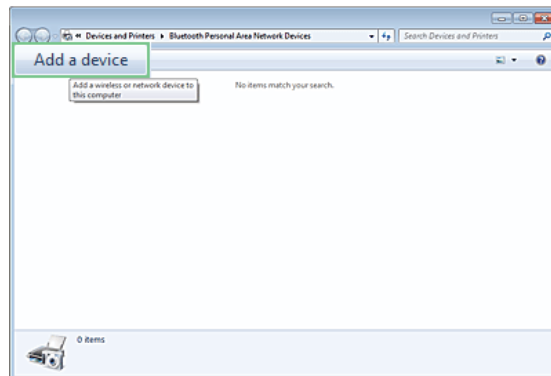 « Devices and Printers ▸ Bluetooth Personal Area Network Devices
Search Devices and Printers
Add a device
Add a wireless or network device to
this computer
No items match your search.
0 items